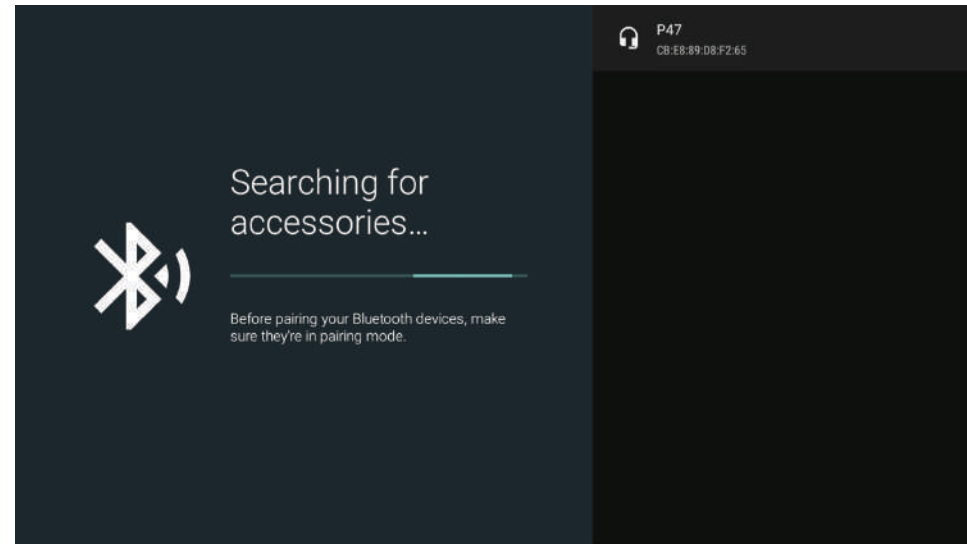 Searching for
accessories...
Before pairing your Bluetooth devices, make
sure they're in pairing mode.
P47
CB:E8:89:D8:F2:65